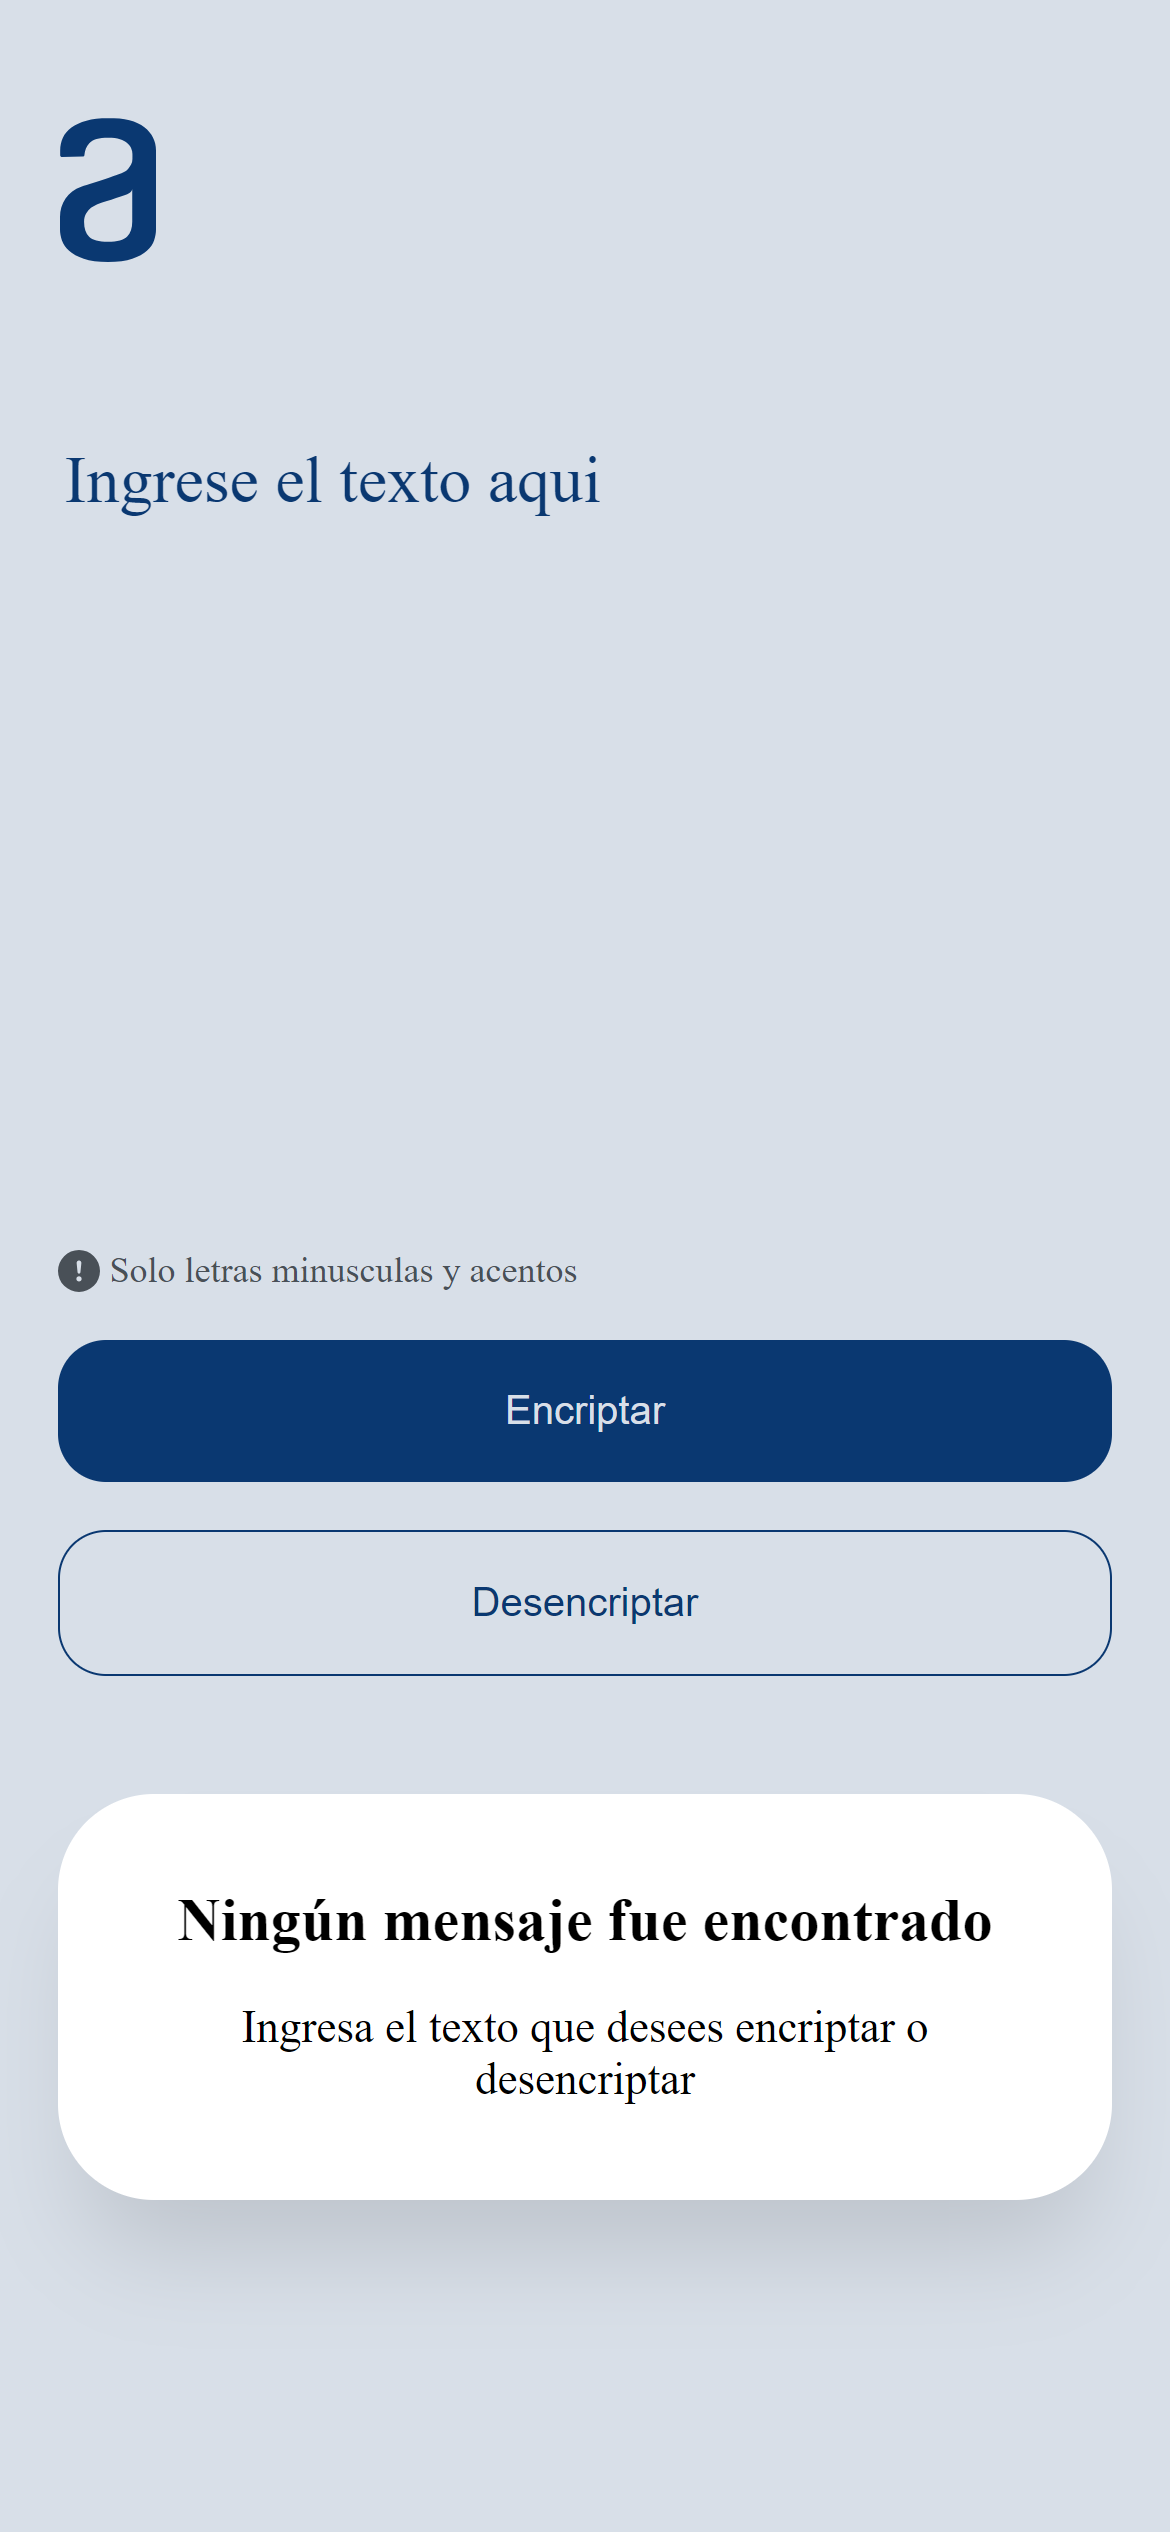 a
Ingrese el texto aqui
Solo letras minusculas y acentos
Encriptar
Desencriptar
Ningún mensaje fue encontrado
Ingresa el texto que desees encriptar o
desencriptar